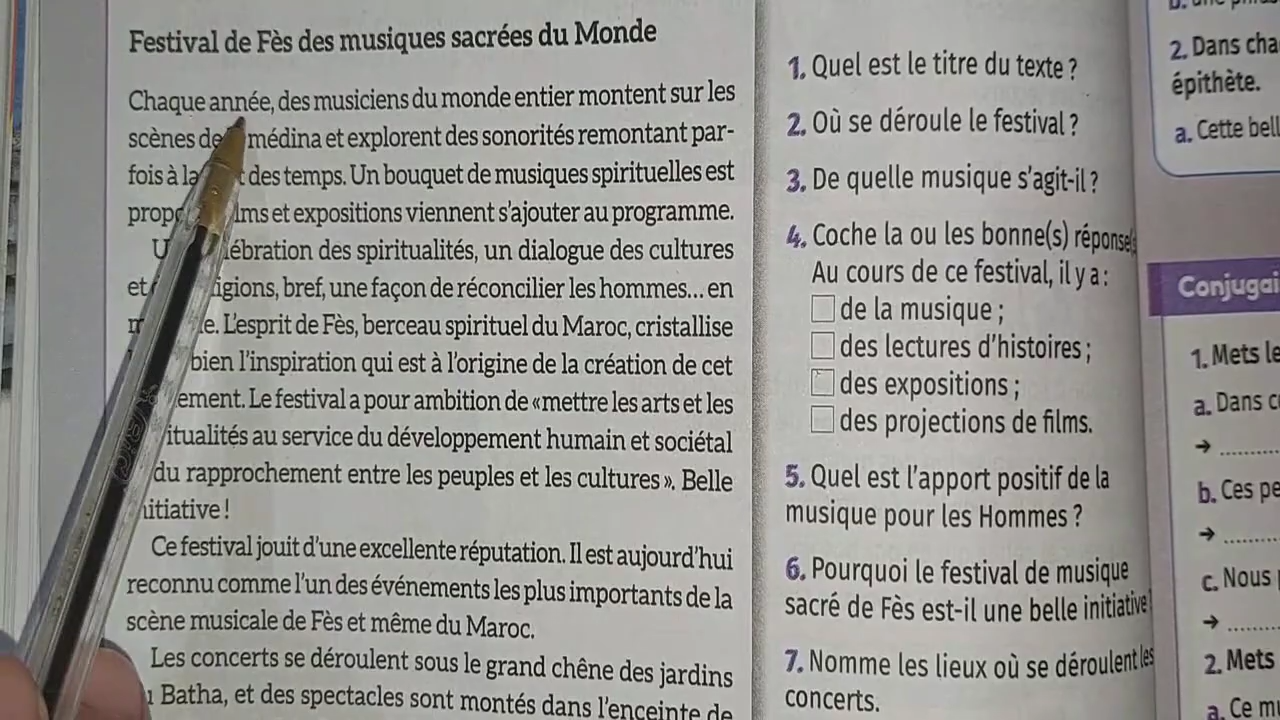 Festival de Fès des musiques sacrées du Monde
Chaque année, des musiciens du monde entier montent sur les
scènes de médina et explorent des sonorités remontant par-
fois à la des temps. Un bouquet de musiques spirituelles est
et expositions viennent s'ajouter au programme.
des spiritualités, un dialogue des cultures
et bref, une façon de réconcilier les hommes... en
L'esprit de Fès, berceau spirituel du Maroc, cristallise
bien l'inspiration qui est à l'origine de la création de cet
Le festival a pour ambition de «mettre les arts et les
au service du développement humain et sociétal
du rapprochement entre les peuples et les cultures». Belle
initiative !
Ce festival jouit d'une excellente réputation. Il est aujourd'hui
reconnu comme l'un des événements les plus importants de la
scène musicale de Fès et même du Maroc.
Les concerts se déroulent sous le grand chêne des jardins
Batha, et des spectacles sont montés dans l'enceinte de
1. Quel est le titre du texte ?
2. Où se déroule le festival ?
3. De quelle musique s'agit-il ?
4. Coche la ou les bonne(s) réponse(s
Au cours de ce festival, il y a :
de la musique ;
des lectures d'histoires ;
des expositions ;
des projections de films.
5. Quel est l'apport positif de la
musique pour les Hommes ?
6. Pourquoi le festival de musique
sacré de Fès est-il une belle initiative
7. Nomme les lieux où se déroulent les
concerts.
2. Dans cha
épithète.
a. Cette bell
Conjugai
1. Mets le
a. Dans c
→ ..........
b. Ces pe
→ ..........
c. Nous
→ ..........
2. Mets
a. Ce m